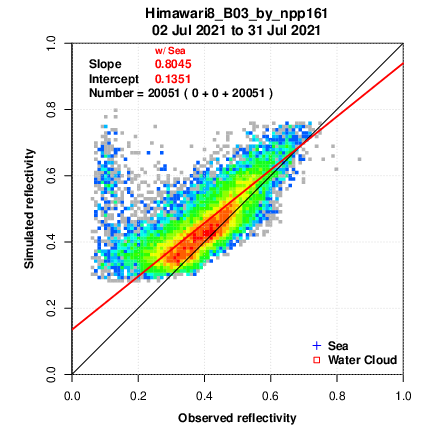 Himawari8_B03_by_npp161
02 Jul 2021 to 31 Jul 2021
w/ Sea
Slope 0.8045
Intercept 0.1351
Number = 20051 ( 0 + 0 + 20051 )
1.0
0.8
0.6
0.4
0.2
0.0
Simulated reflectivity
+ Sea
Water Cloud
0.0 0.2 0.4 0.6 0.8 1.0
Observed reflectivity